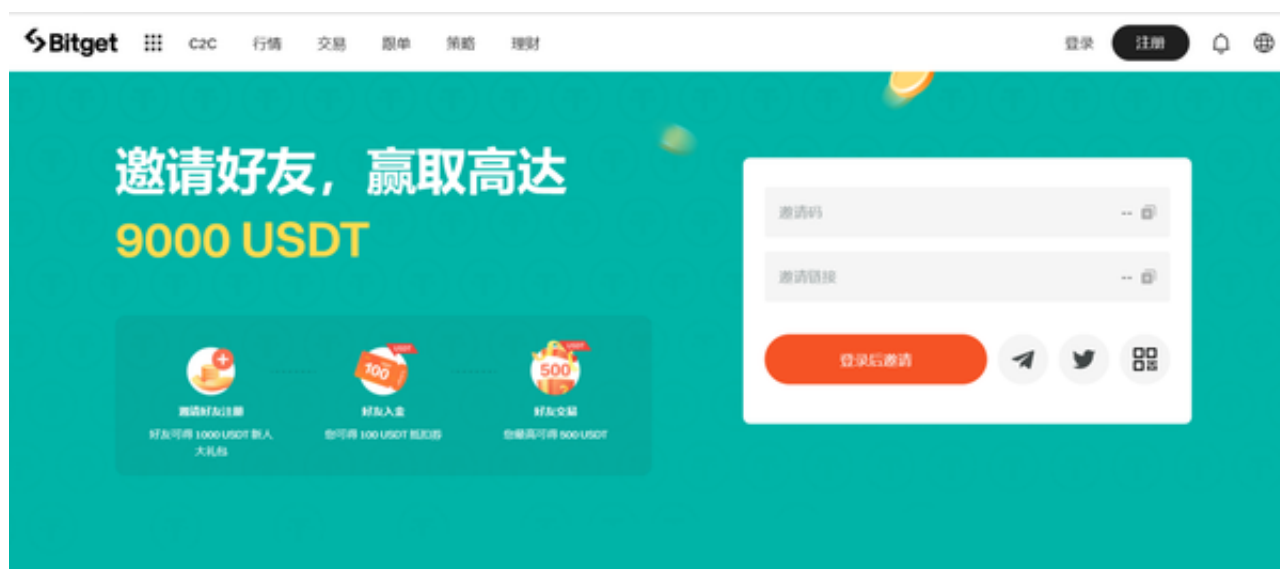 Bitget
C2C 行情 交易 跟单 策略 理财
登录 注册
邀请好友，赢取高达
9000 USDT
邀请码 --
邀请链接 --
登录后邀请
USDT
100
USDT
500
邀请好友注册
好友可得 1000 USDT 新人
大礼包
好友入金
您可得 100 USDT 抵扣券
好友交易
您最高可得 500 USDT